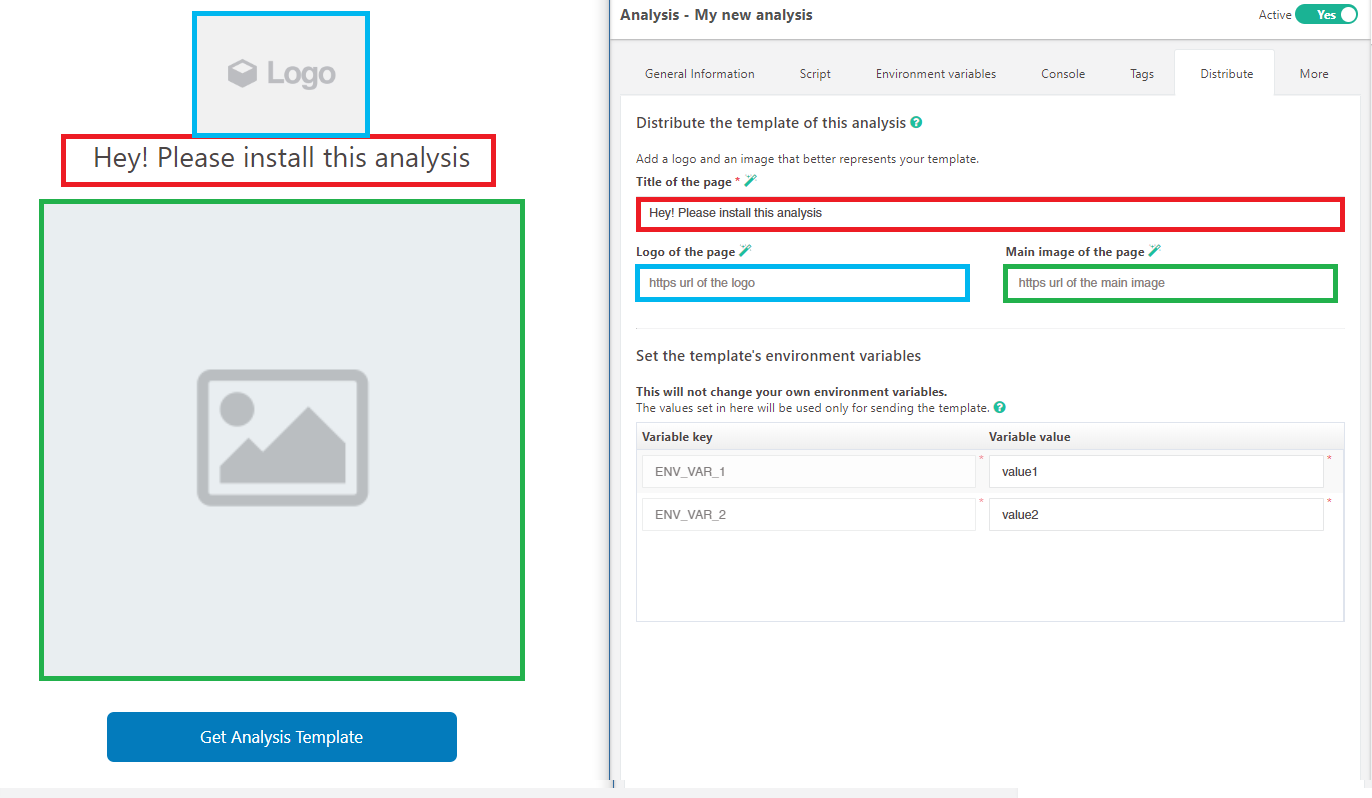 Logo
Hey! Please install this analysis
Get Analysis Template
Analysis - My new analysis
Active Yes
General Information Script Environment variables Console Tags Distribute More
Distribute the template of this analysis ?
Add a logo and an image that better represents your template.
Title of the page *
Hey! Please install this analysis
Logo of the page Main image of the page
https url of the logo https url of the main image
Set the template's environment variables
This will not change your own environment variables.
The values set in here will be used only for sending the template. ?
Variable key Variable value
ENV_VAR_1 * value1 *
ENV_VAR_2 * value2 *